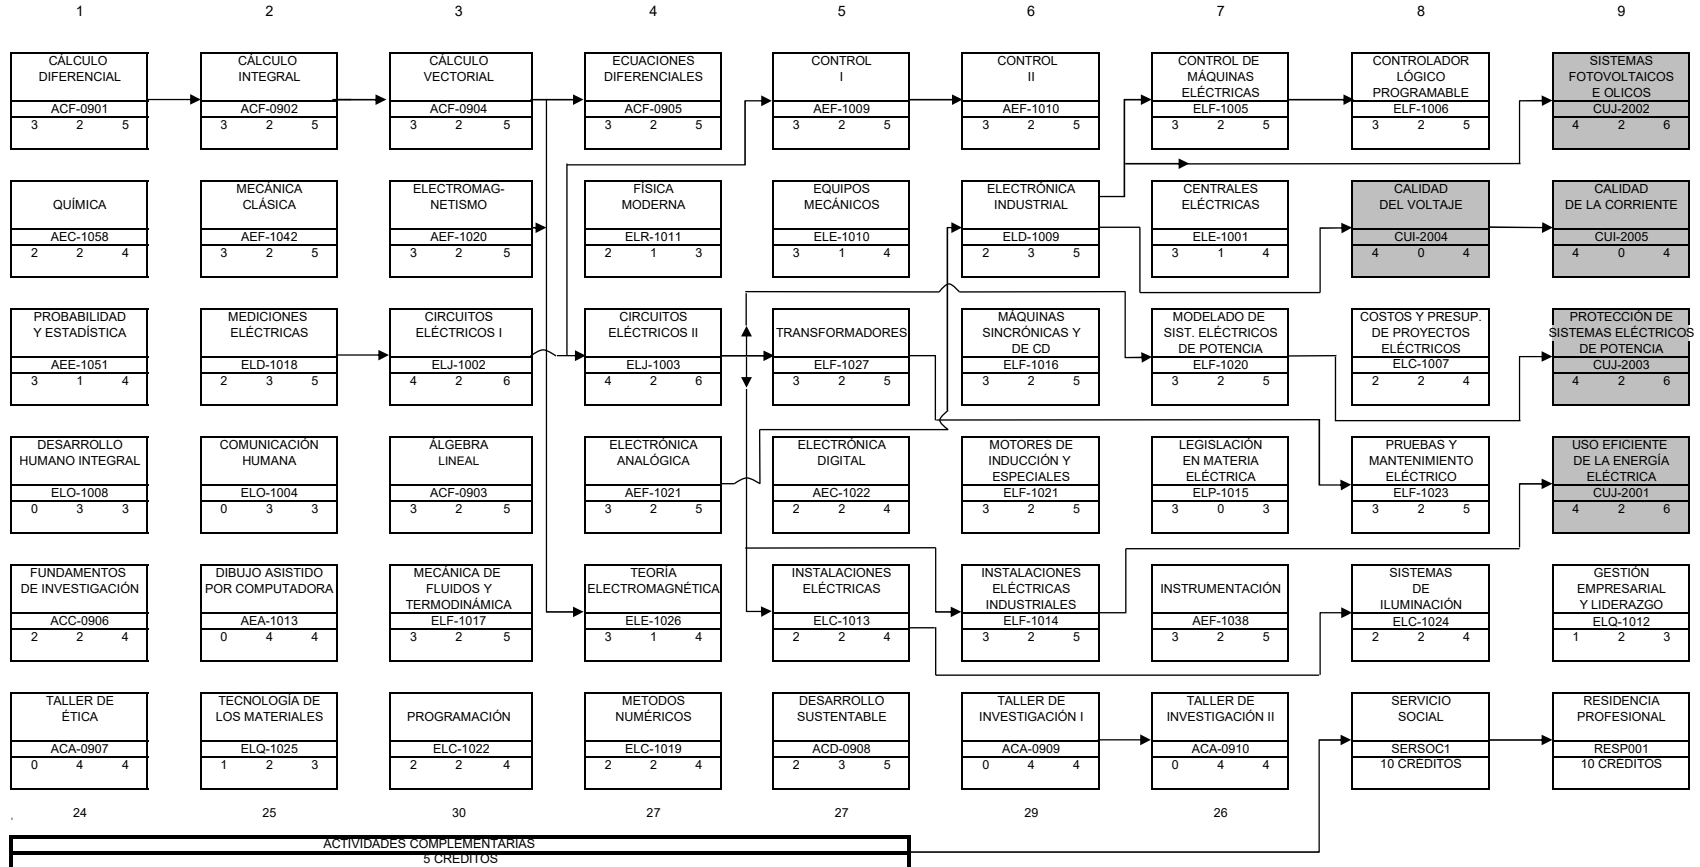 1 2 3 4 5 6 7 8 9
CÁLCULO
DIFERENCIAL
ACF-0901
3 2 5
CÁLCULO
INTEGRAL
ACF-0902
3 2 5
CÁLCULO
VECTORIAL
ACF-0904
3 2 5
ECUACIONES
DIFERENCIALES
ACF-0905
3 2 5
CONTROL
I
AEF-1009
3 2 5
CONTROL
II
AEF-1010
3 2 5
CONTROL DE
MÁQUINAS
ELÉCTRICAS
ELF-1005
3 2 5
CONTROLADOR
LÓGICO
PROGRAMABLE
ELF-1006
3 2 5
SISTEMAS
FOTOVOLTAICOS
E OLICOS
CUJ-2002
4 2 6
QUÍMICA
AEC-1058
2 2 4
MECÁNICA
CLÁSICA
AEF-1042
3 2 5
ELECTROMAG-
NETISMO
AEF-1020
3 2 5
FÍSICA
MODERNA
ELR-1011
2 1 3
EQUIPOS
MECÁNICOS
ELE-1010
3 1 4
ELECTRÓNICA
INDUSTRIAL
ELD-1009
2 3 5
CENTRALES
ELÉCTRICAS
ELE-1001
3 1 4
CALIDAD
DEL VOLTAJE
CUI-2004
4 0 4
CALIDAD
DE LA CORRIENTE
CUI-2005
4 0 4
PROBABILIDAD
Y ESTADÍSTICA
AEE-1051
3 1 4
MEDICIONES
ELÉCTRICAS
ELD-1018
2 3 5
CIRCUITOS
ELÉCTRICOS I
ELJ-1002
4 2 6
CIRCUITOS
ELÉCTRICOS II
ELJ-1003
4 2 6
TRANSFORMADORES
ELF-1027
3 2 5
MÁQUINAS
SINCRÓNICAS Y
DE CD
ELF-1016
3 2 5
MODELADO DE
SIST. ELÉCTRICOS
DE POTENCIA
ELF-1020
3 2 5
COSTOS Y PRESUP.
DE PROYECTOS
ELÉCTRICOS
ELC-1007
2 2 4
PROTECCIÓN DE
SISTEMAS ELÉCTRICOS
DE POTENCIA
CUJ-2003
4 2 6
DESARROLLO
HUMANO INTEGRAL
ELO-1008
0 3 3
COMUNICACIÓN
HUMANA
ELO-1004
0 3 3
ÁLGEBRA
LINEAL
ACF-0903
3 2 5
ELECTRÓNICA
ANALÓGICA
AEF-1021
3 2 5
ELECTRÓNICA
DIGITAL
AEC-1022
2 2 4
MOTORES DE
INDUCCIÓN Y
ESPECIALES
ELF-1021
3 2 5
LEGISLACIÓN
EN MATERIA
ELÉCTRICA
ELP-1015
3 0 3
PRUEBAS Y
MANTENIMIENTO
ELÉCTRICO
ELF-1023
3 2 5
USO EFICIENTE
DE LA ENERGÍA
ELÉCTRICA
CUJ-2001
4 2 6
FUNDAMENTOS
DE INVESTIGACIÓN
ACC-0906
2 2 4
DIBUJO ASISTIDO
POR COMPUTADORA
AEA-1013
0 4 4
MECÁNICA DE
FLUIDOS Y
TERMODINÁMICA
ELF-1017
3 2 5
TEORÍA
ELECTROMAGNÉTICA
ELE-1026
3 1 4
INSTALACIONES
ELÉCTRICAS
ELC-1013
2 2 4
INSTALACIONES
ELÉCTRICAS
INDUSTRIALES
ELF-1014
3 2 5
INSTRUMENTACIÓN
AEF-1038
3 2 5
SISTEMAS
DE
ILUMINACIÓN
ELC-1024
2 2 4
GESTIÓN
EMPRESARIAL
Y LIDERAZGO
ELQ-1012
1 2 3
TALLER DE
ÉTICA
ACA-0907
0 4 4
TECNOLOGÍA DE
LOS MATERIALES
ELQ-1025
1 2 3
PROGRAMACIÓN
ELC-1022
2 2 4
METODOS
NUMÉRICOS
ELC-1019
2 2 4
DESARROLLO
SUSTENTABLE
ACD-0908
2 3 5
TALLER DE
INVESTIGACIÓN I
ACA-0909
0 4 4
TALLER DE
INVESTIGACIÓN II
ACA-0910
0 4 4
SERVICIO
SOCIAL
SERSOC1
10 CRÉDITOS
RESIDENCIA
PROFESIONAL
RESP001
10 CRÉDITOS
24 25 30 27 27 29 26
ACTIVIDADES COMPLEMENTARIAS
5 CRÉDITOS